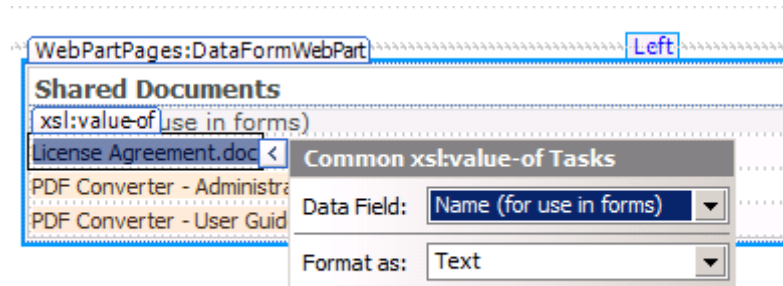 WebPartPages:DataFormWebPart
Left
Shared Documents
xsl:value-of use in forms)
License Agreement.doc <
Common xsl:value-of Tasks
PDF Converter - Administra
Data Field: Name (for use in forms)
PDF Converter - User Guid
Format as: Text